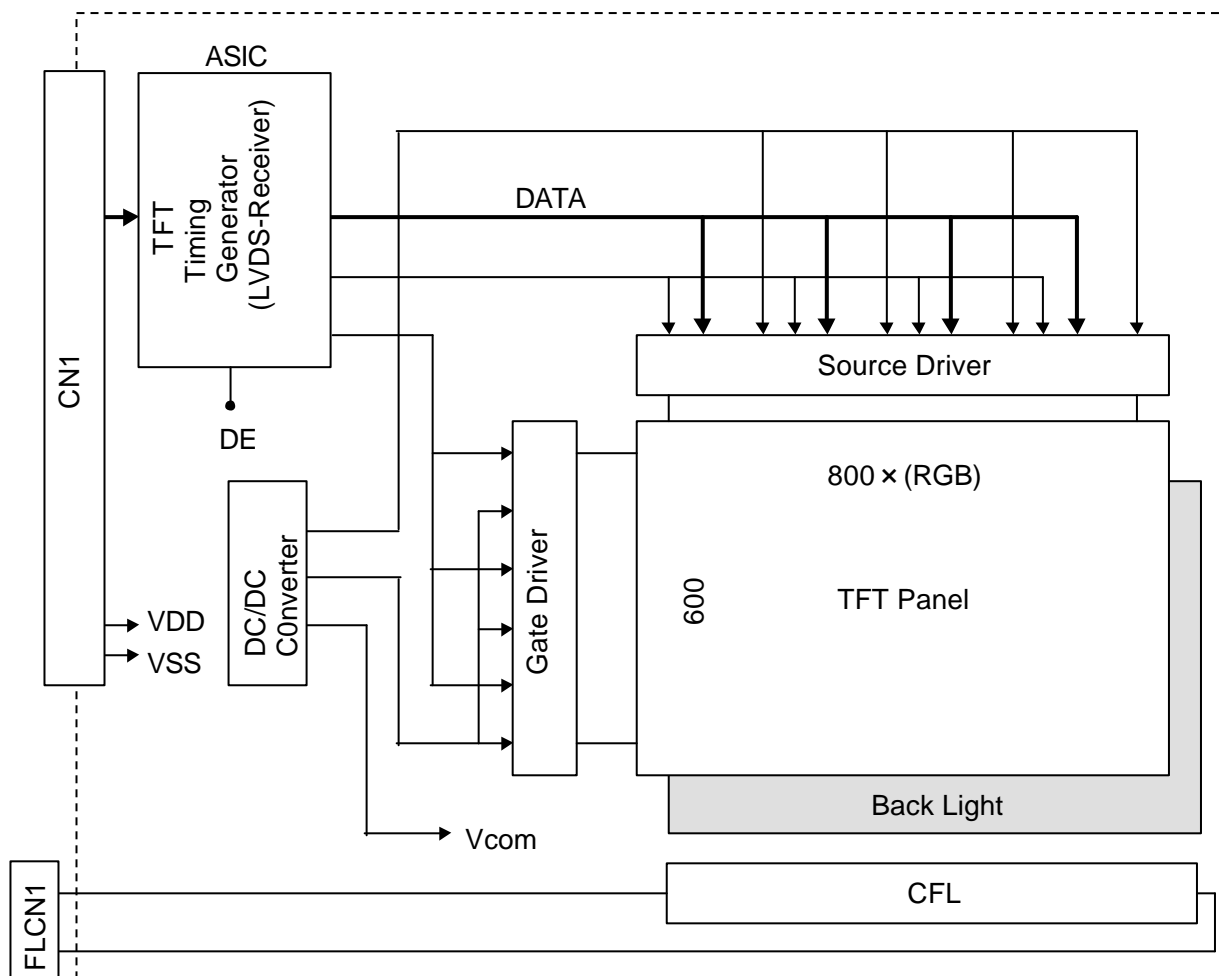 ASIC
CN1
TFT
Timing
Generator
(LVDS-Receiver)
DATA
DE
Source Driver
DC/DC
C0nverter
Gate Driver
800 × (RGB)
600
TFT Panel
VDD
VSS
Back Light
Vcom
FLCN1
CFL